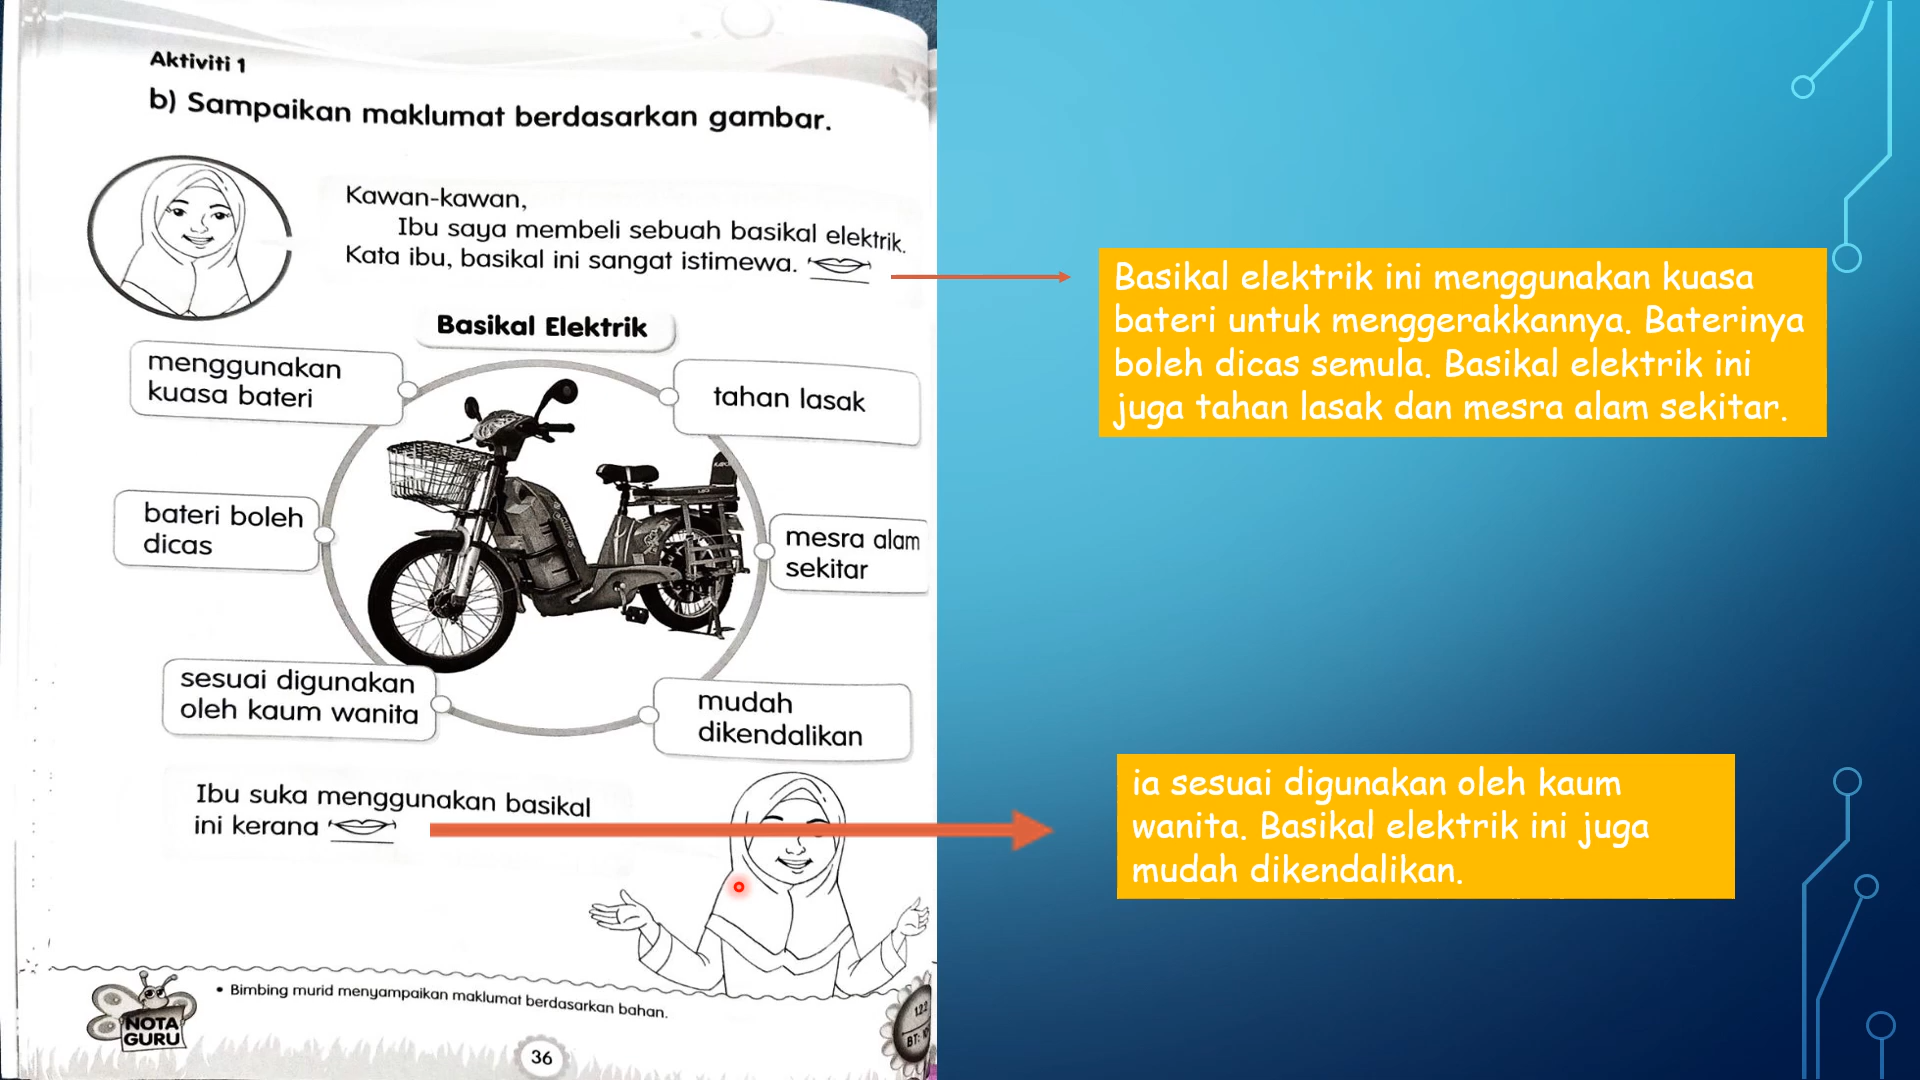 Aktiviti 1
b) Sampaikan maklumat berdasarkan gambar.
Kawan-kawan,
Ibu saya membeli sebuah basikal elektrik.
Kata ibu, basikal ini sangat istimewa.
Basikal Elektrik
menggunakan
kuasa bateri
tahan lasak
bateri boleh
dicas
mesra alam
sekitar
sesuai digunakan
oleh kaum wanita
mudah
dikendalikan
Ibu suka menggunakan basikal
ini kerana
• Bimbing murid menyampaikan maklumat berdasarkan bahan.
NOTA
GURU
36
Basikal elektrik ini menggunakan kuasa
bateri untuk menggerakkannya. Baterinya
boleh dicas semula. Basikal elektrik ini
juga tahan lasak dan mesra alam sekitar.
ia sesuai digunakan oleh kaum
wanita. Basikal elektrik ini juga
mudah dikendalikan.